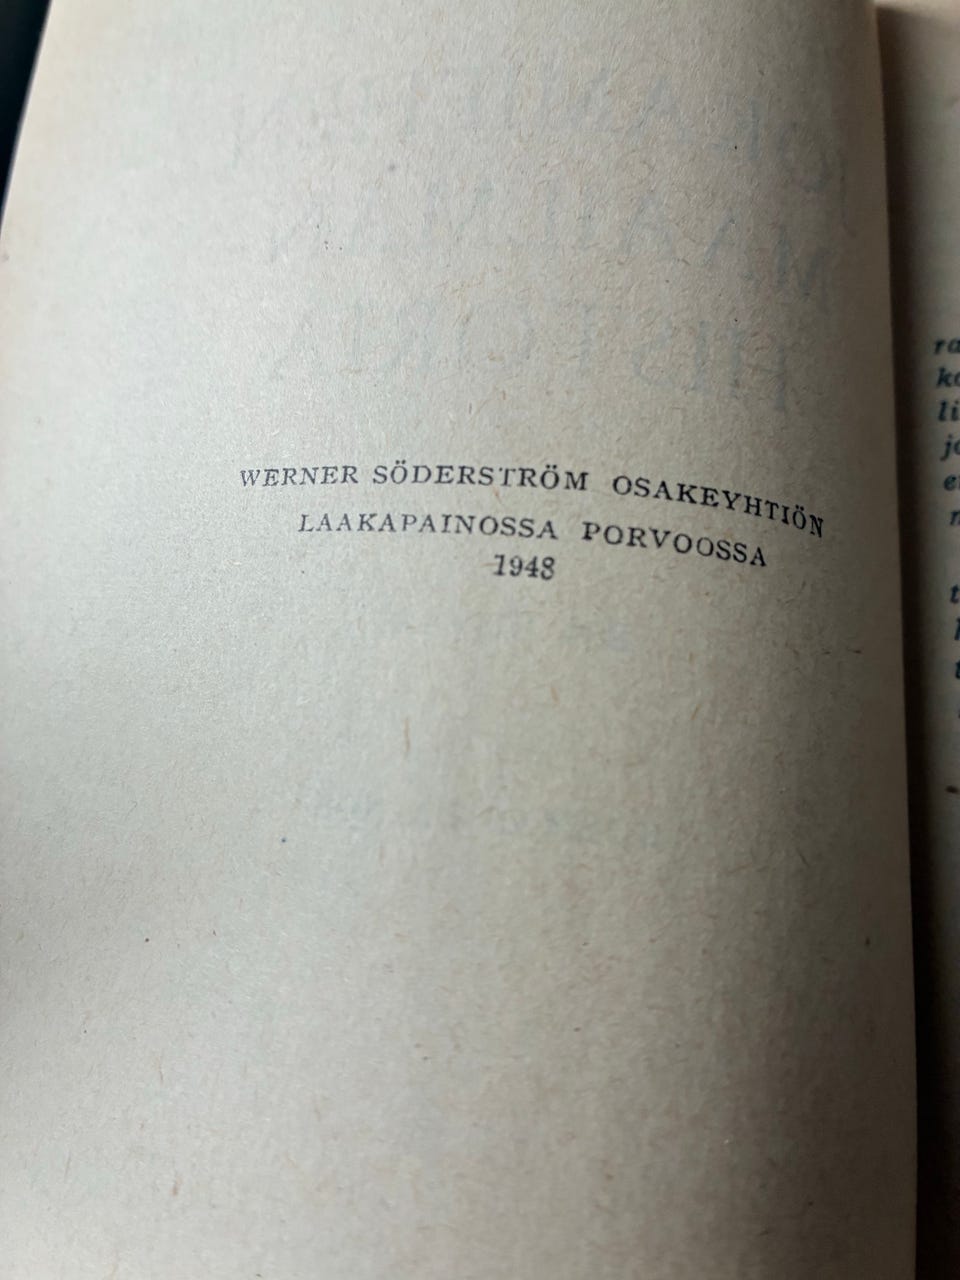 WERNER SÖDERSTRÖM OSAKEYHTIÖN
LAAKAPAINOSSA PORVOOSSA
1948